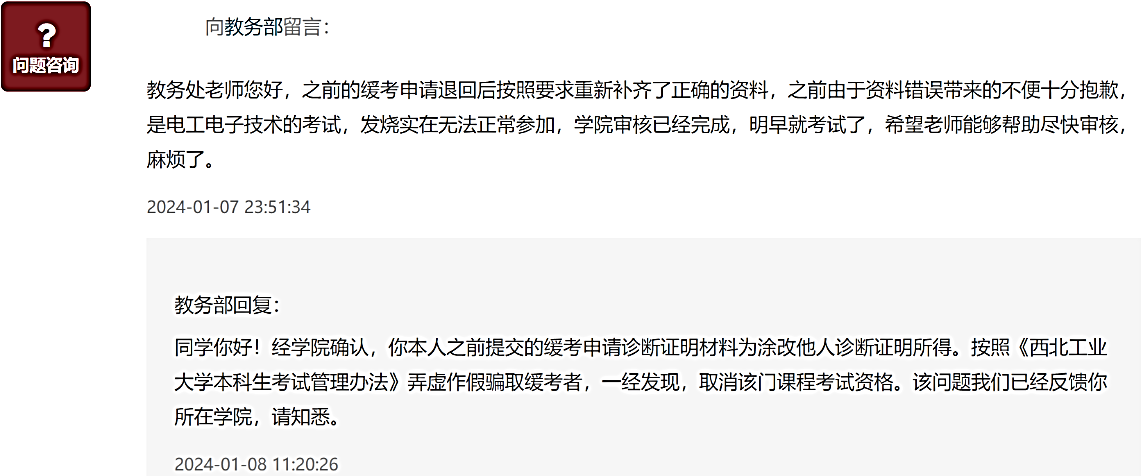 ?
问题咨询
向教务部留言：
教务处老师您好，之前的缓考申请退回后按照要求重新补齐了正确的资料，之前由于资料错误带来的不便十分抱歉，
是电工电子技术的考试，发烧实在无法正常参加，学院审核已经完成，明早就考试了，希望老师能够帮助尽快审核，
麻烦了。
2024-01-07 23:51:34
教务部回复：
同学你好！经学院确认，你本人之前提交的缓考申请诊断证明材料为涂改他人诊断证明所得。按照《西北工业
大学本科生考试管理办法》弄虚作假骗取缓考者，一经发现，取消该门课程考试资格。该问题我们已经反馈你
所在学院，请知悉。
2024-01-08 11:20:26